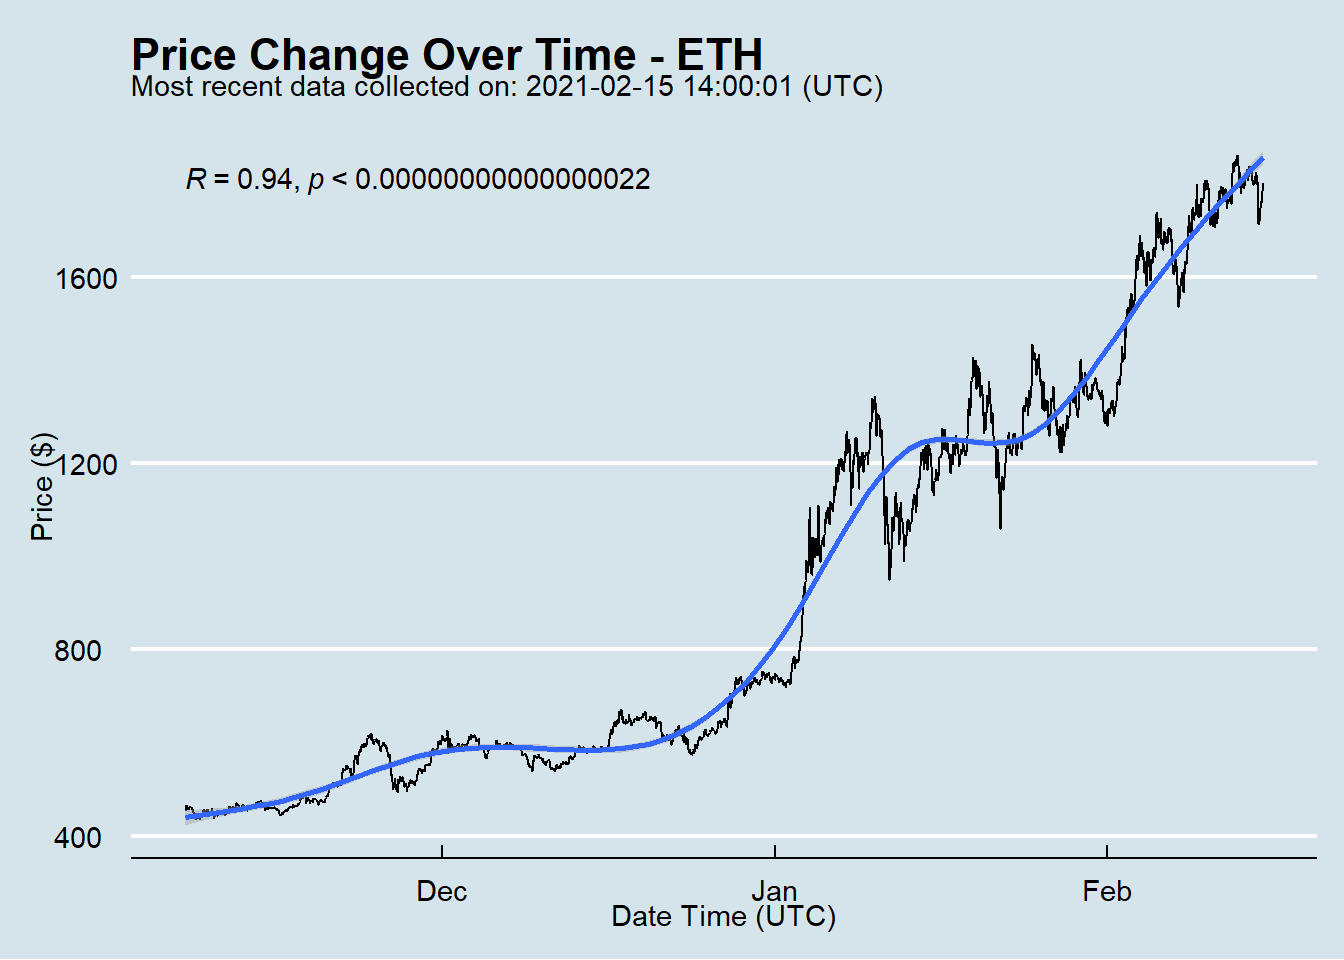 Price Change Over Time - ETH
Most recent data collected on: 2021-02-15 14:00:01 (UTC)
R = 0.94, p < 0.00000000000000022
1600
1200
800
400
Price ($)
Dec
Jan
Feb
Date Time (UTC)